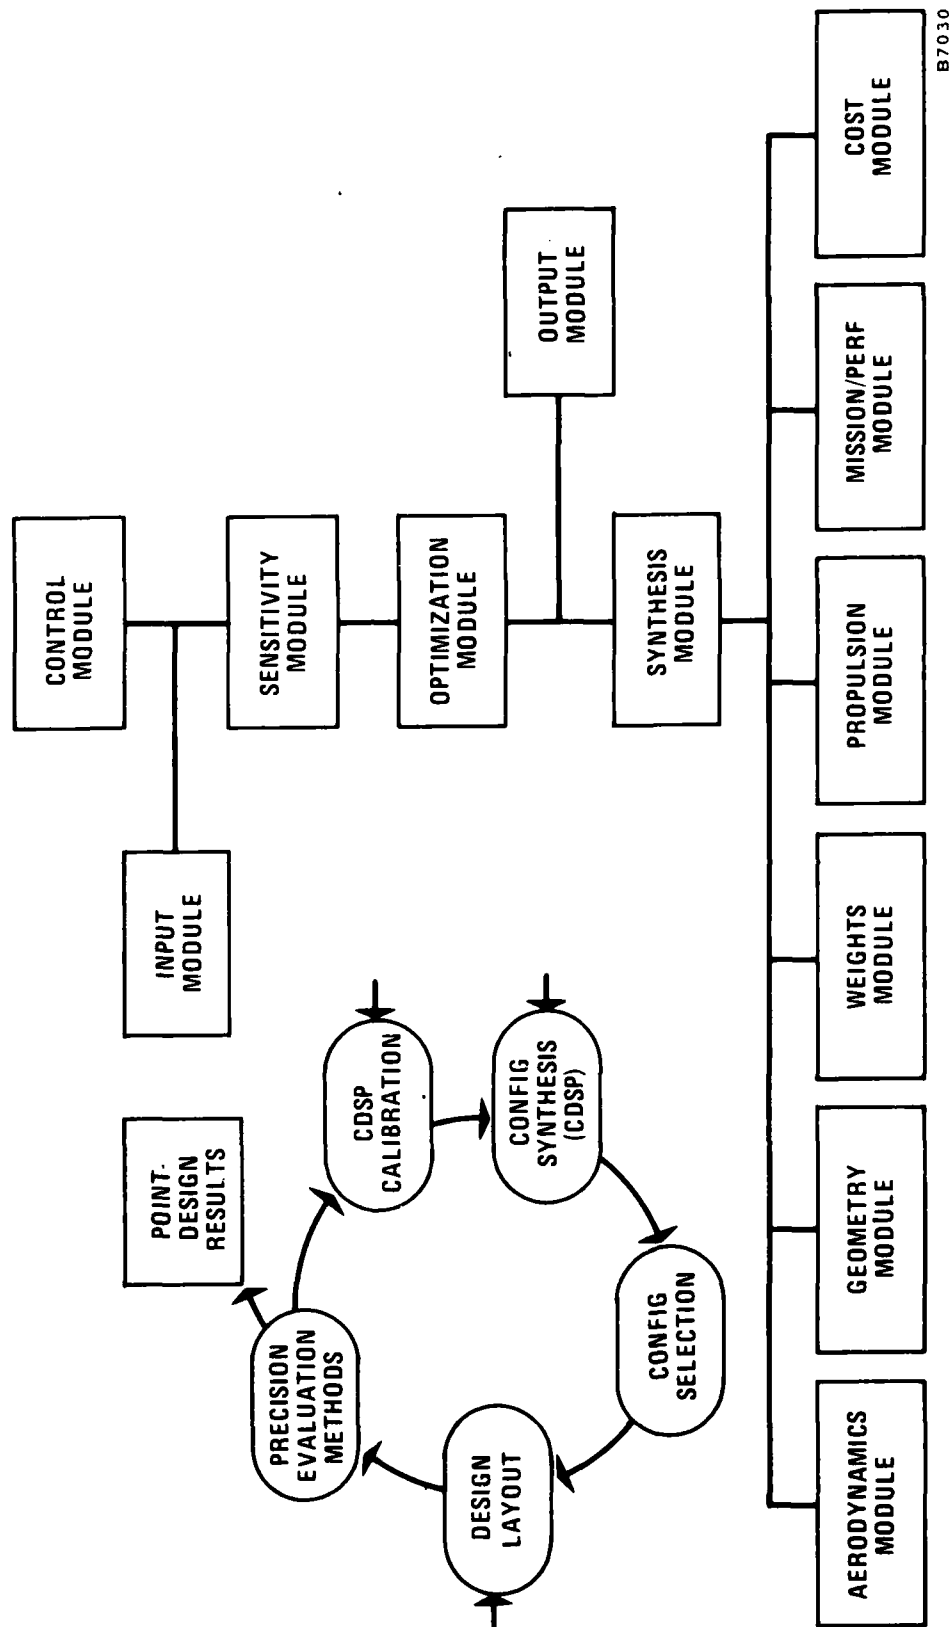 CONTROL
MODULE
INPUT
MODULE
SENSITIVITY
MODULE
OPTIMIZATION
MODULE
OUTPUT
MODULE
SYNTHESIS
MODULE
POINT-
DESIGN
RESULTS
PRECISION
EVALUATION
METHODS
CDSP
CALIBRATION
CONFIG
SYNTHESIS
(CDSP)
CONFIG
SELECTION
DESIGN
LAYOUT
AERODYNAMICS
MODULE
GEOMETRY
MODULE
WEIGHTS
MODULE
PROPULSION
MODULE
MISSION/PERF
MODULE
COST
MODULE
B7030